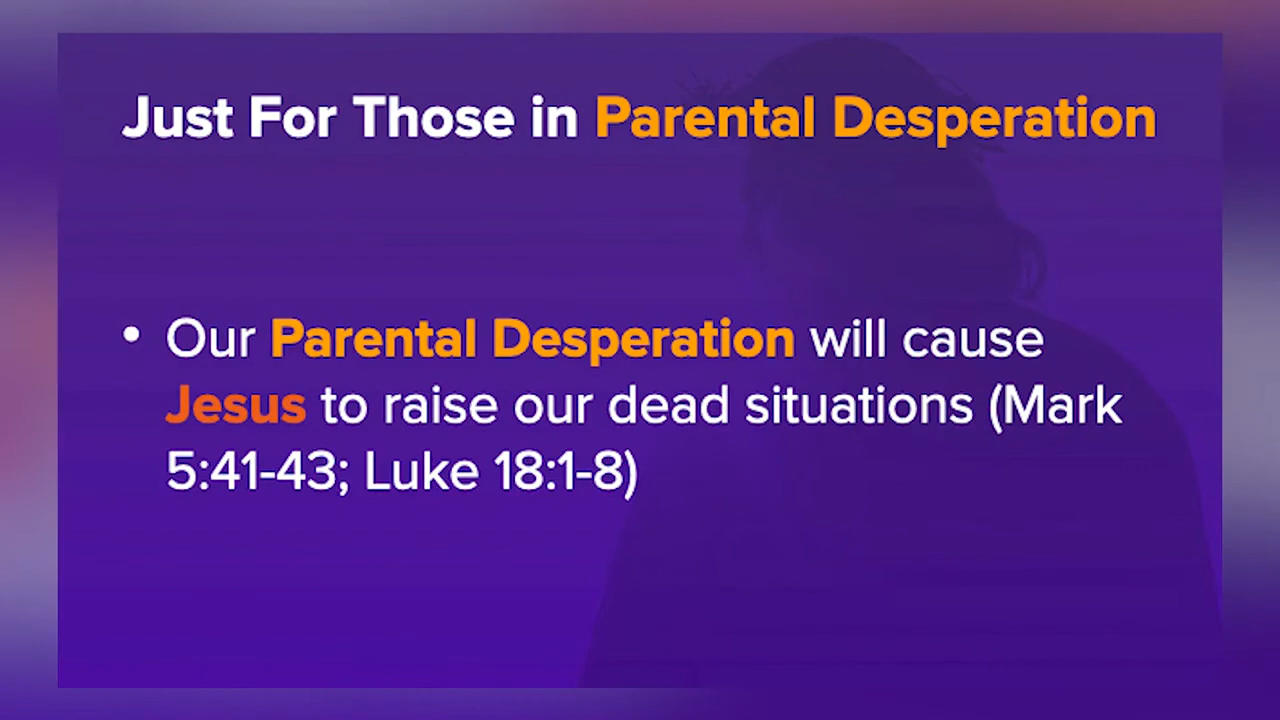 Just For Those in Parental Desperation
• Our Parental Desperation will cause
Jesus to raise our dead situations (Mark
5:41-43; Luke 18:1-8)